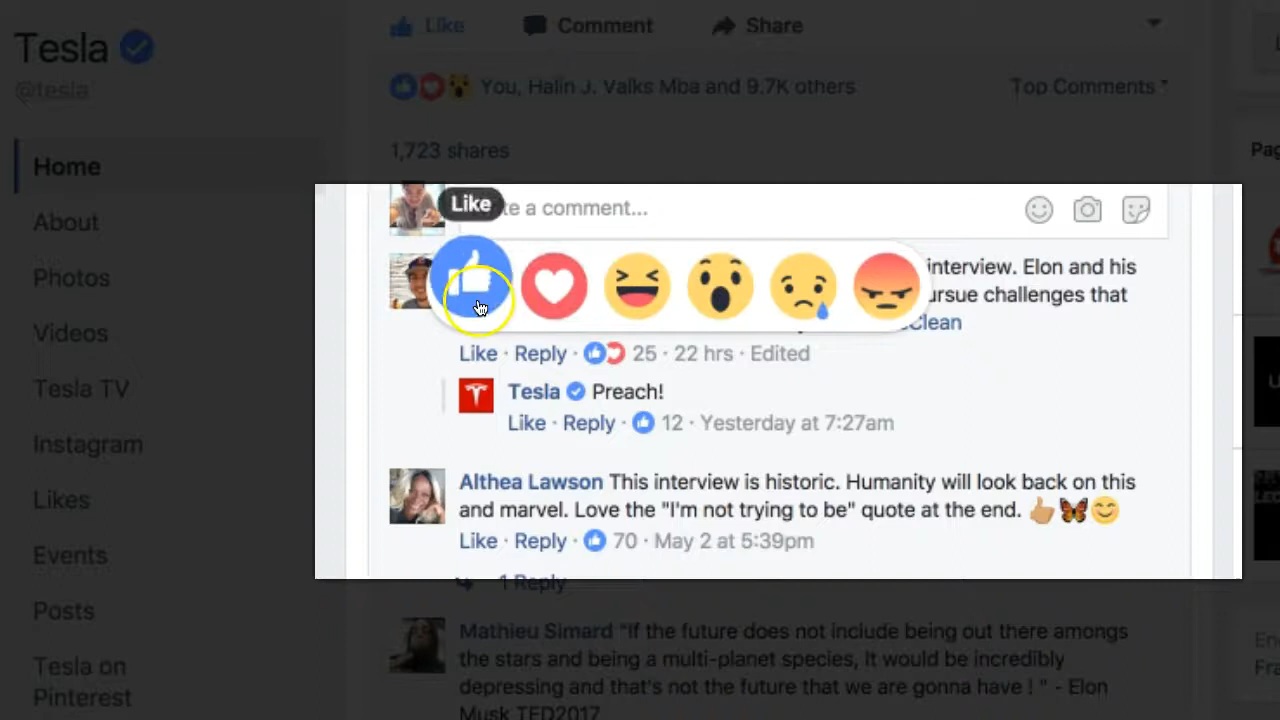 Tesla
@tesla
Home
About
Photos
Videos
Tesla TV
Instagram
Likes
Events
Posts
Tesla on
Pinterest
Like Comment Share
You, Halin J. Valks Mba and 9.7K others Top Comments
1,723 shares
Like
te a comment...
interview. Elon and his
ursue challenges that
Clean
Like · Reply · 25 · 22 hrs · Edited
Tesla Preach!
Like · Reply · 12 · Yesterday at 7:27am
Althea Lawson This interview is historic. Humanity will look back on this
and marvel. Love the "I'm not trying to be" quote at the end. 👍🦋😊
Like · Reply · 70 · May 2 at 5:39pm
1 Reply
Mathieu Simard "If the future does not include being out there amongs
the stars and being a multi-planet species, It would be incredibly
depressing and that's not the future that we are gonna have ! " - Elon
Musk TED2017
Pag
En
Fra